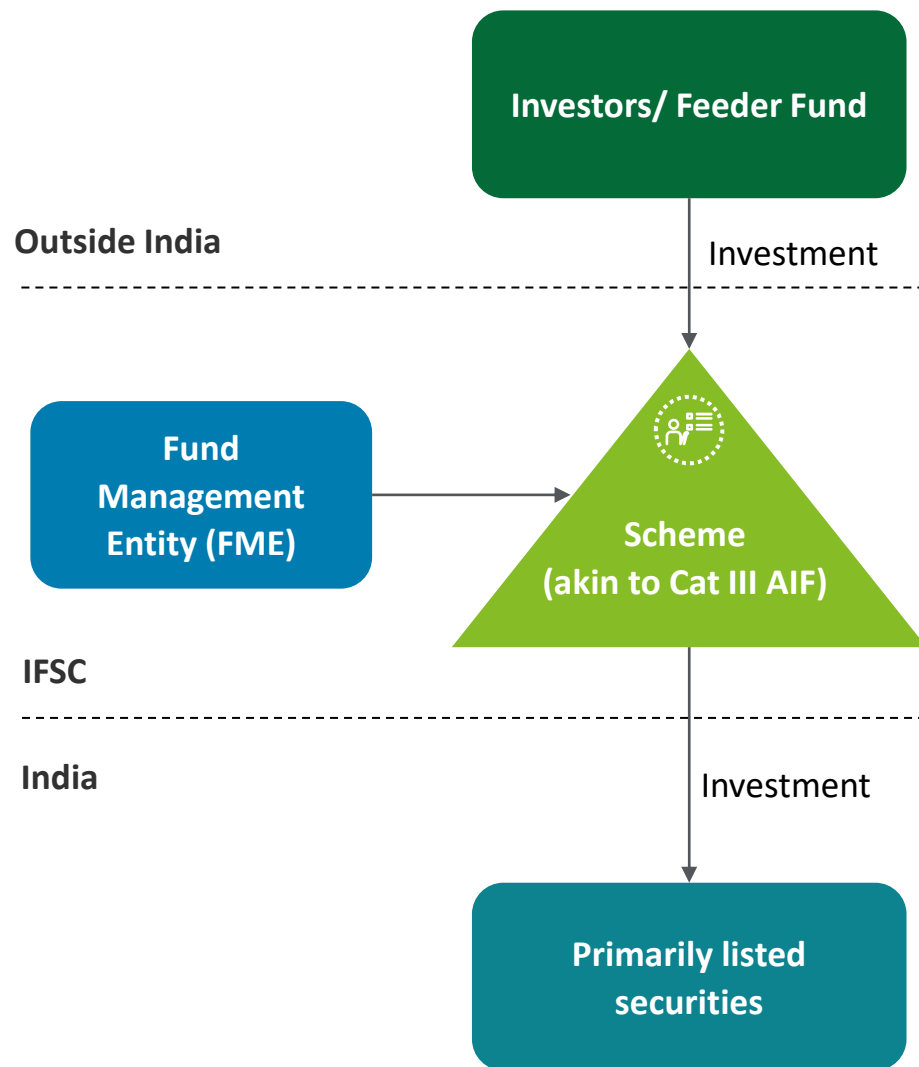 Investors/ Feeder Fund
Outside India
Investment
Fund
Management
Entity (FME)
Scheme
(akin to Cat III AIF)
IFSC
India
Investment
Primarily listed
securities